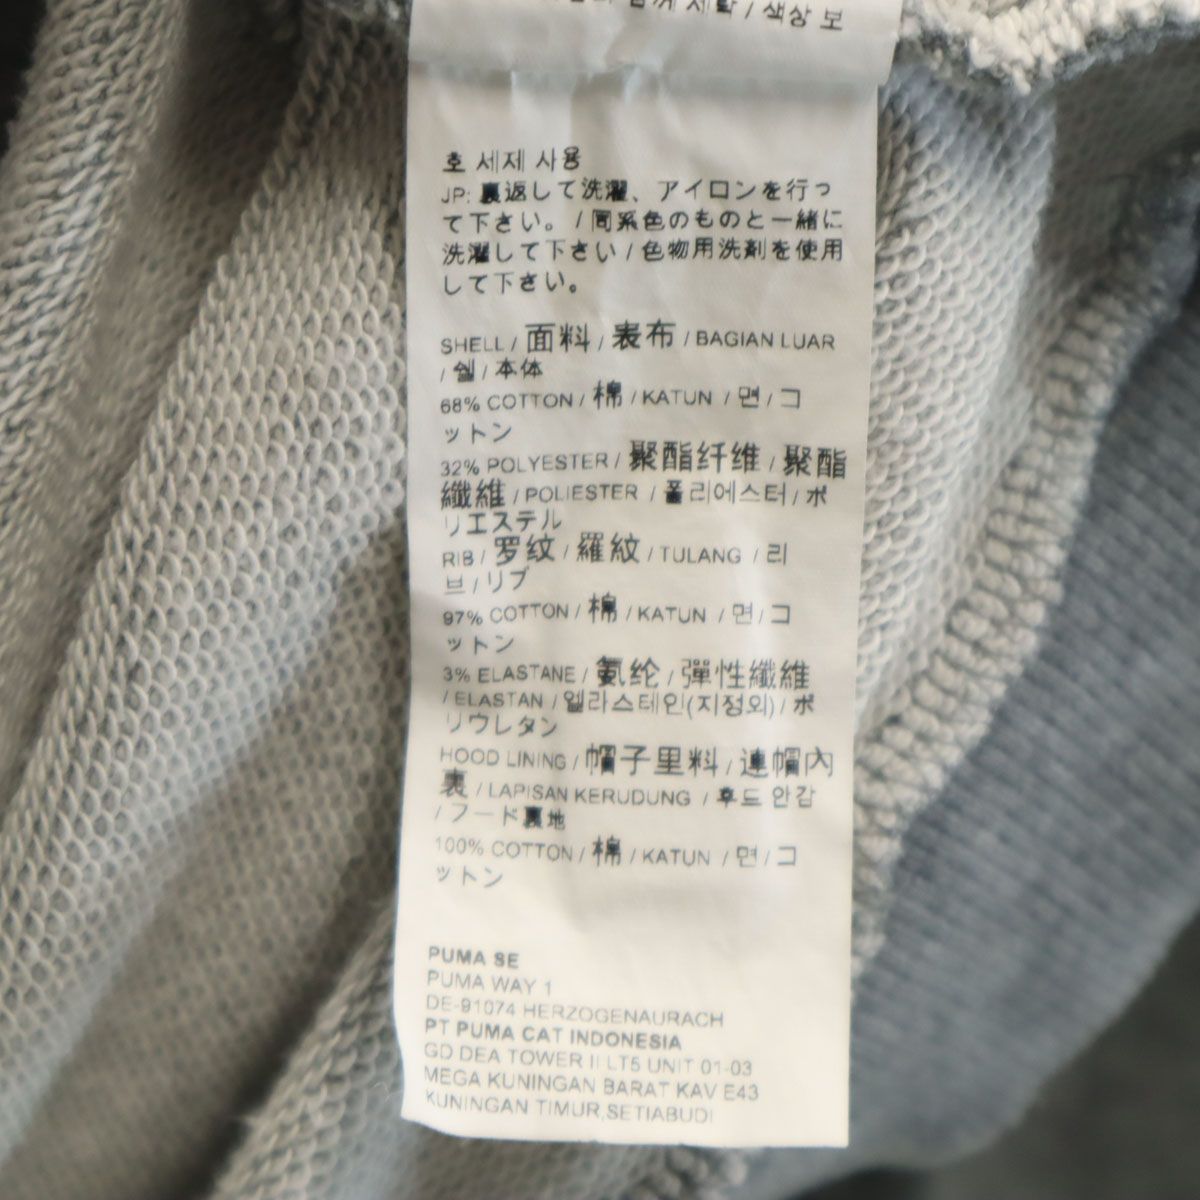 함께 세탁 / 색상 보
호 세제 사용
JP: 裏返して洗濯、アイロンを行っ
て下さい。/ 同系色のものと一緒に
洗濯して下さい / 色物用洗剤を使用
して下さい。
SHELL / 面料 / 表布 / BAGIAN LUAR
/ 쉘 / 本体
68% COTTON / 棉 / KATUN / 면 / コ
ットン
32% POLYESTER / 聚酯纤维 / 聚酯
纖維 / POLIESTER / 폴리에스터 / ポ
リエステル
RIB / 罗纹 / 羅紋 / TULANG / 리
브 / リブ
97% COTTON / 棉 / KATUN / 면 / コ
ットン
3% ELASTANE / 氨纶 / 彈性纖維
/ ELASTAN / 엘라스테인(지정외) / ポ
リウレタン
HOOD LINING / 帽子里料 / 連帽內
裏 / LAPISAN KERUDUNG / 후드 안감
/ フード裏地
100% COTTON / 棉 / KATUN / 면 / コ
ットン
PUMA SE
PUMA WAY 1
DE-91074 HERZOGENAURACH
PT PUMA CAT INDONESIA
GD DEA TOWER II LT5 UNIT 01-03
MEGA KUNINGAN BARAT KAV E43
KUNINGAN TIMUR,SETIABUDI